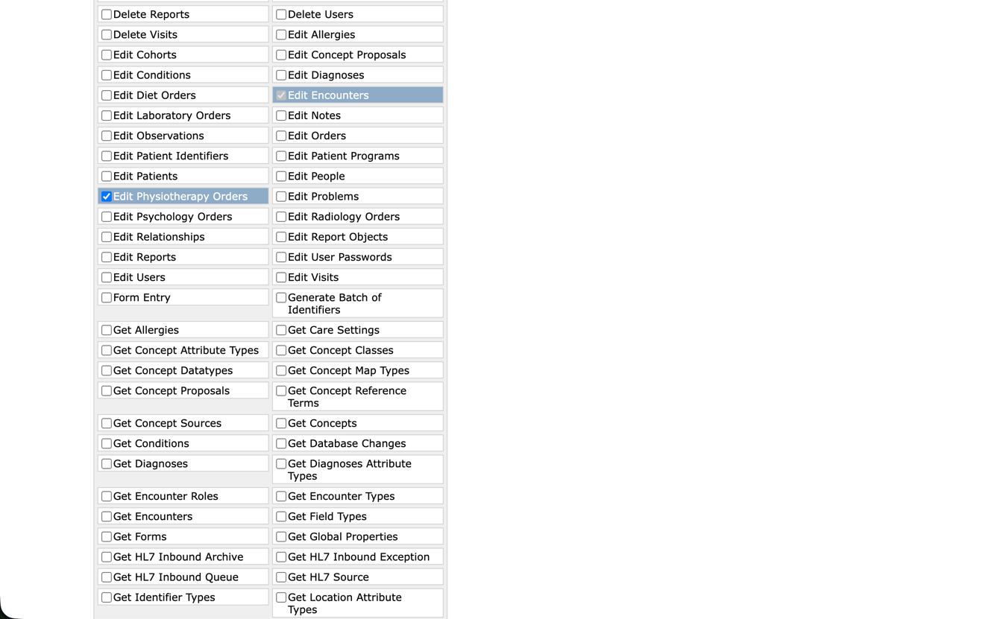 Delete Reports
Delete Users
Delete Visits
Edit Allergies
Edit Cohorts
Edit Concept Proposals
Edit Conditions
Edit Diagnoses
Edit Diet Orders
Edit Encounters
Edit Laboratory Orders
Edit Notes
Edit Observations
Edit Orders
Edit Patient Identifiers
Edit Patient Programs
Edit Patients
Edit People
Edit Physiotherapy Orders
Edit Problems
Edit Psychology Orders
Edit Radiology Orders
Edit Relationships
Edit Report Objects
Edit Reports
Edit User Passwords
Edit Users
Edit Visits
Form Entry
Generate Batch of
Identifiers
Get Allergies
Get Care Settings
Get Concept Attribute Types
Get Concept Classes
Get Concept Datatypes
Get Concept Map Types
Get Concept Proposals
Get Concept Reference
Terms
Get Concept Sources
Get Concepts
Get Conditions
Get Database Changes
Get Diagnoses
Get Diagnoses Attribute
Types
Get Encounter Roles
Get Encounter Types
Get Encounters
Get Field Types
Get Forms
Get Global Properties
Get HL7 Inbound Archive
Get HL7 Inbound Exception
Get HL7 Inbound Queue
Get HL7 Source
Get Identifier Types
Get Location Attribute
Types